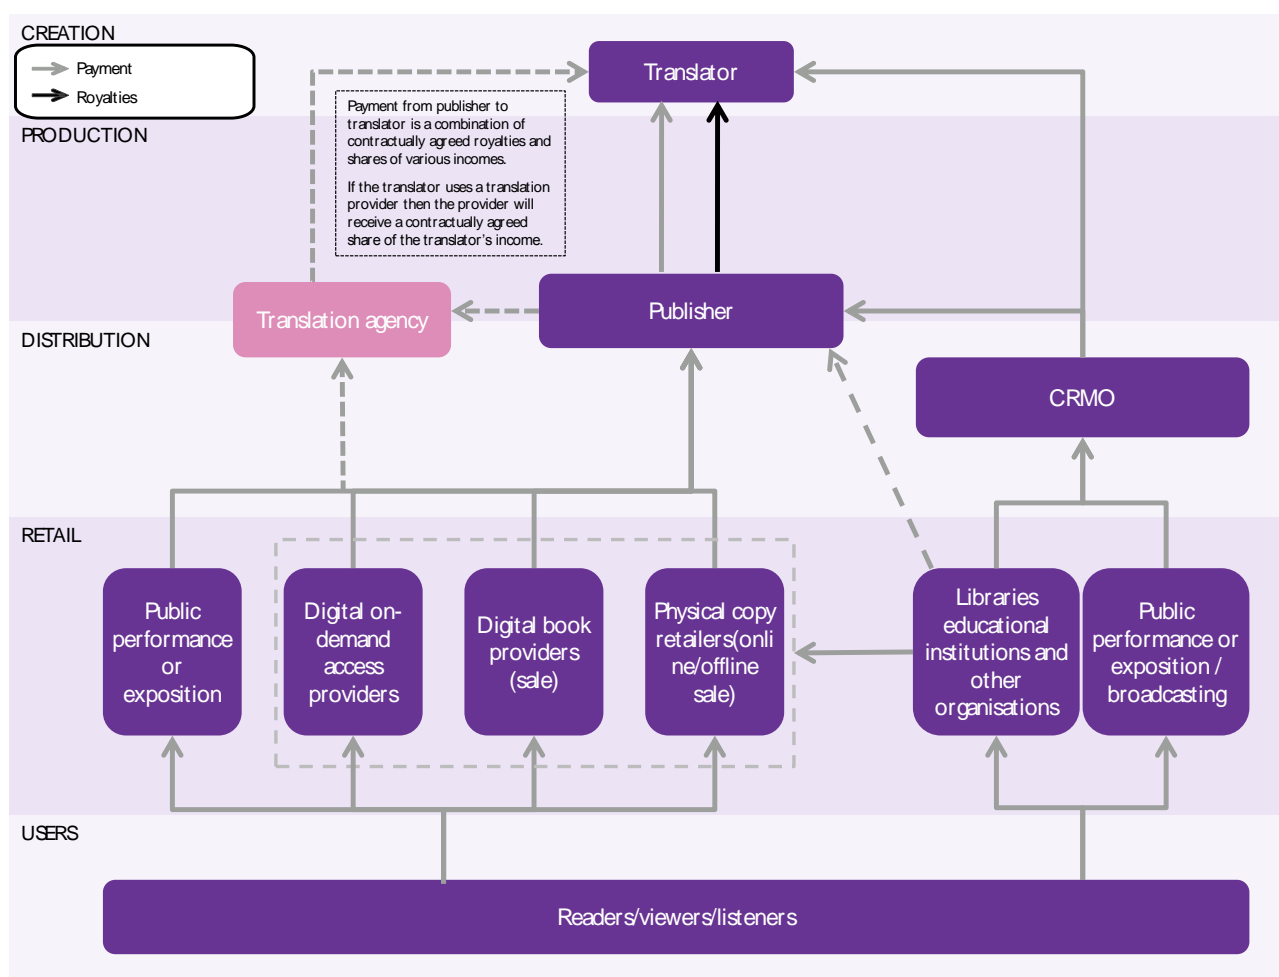 CREATION
Payment
Royalties
Translator
Payment from publisher to
translator is a combination of
contractually agreed royalties and
shares of various incomes.
If the translator uses a translation
provider then the provider will
receive a contractually agreed
share of the translator's income.
PRODUCTION
Translation agency
Publisher
DISTRIBUTION
CRMO
RETAIL
Public
performance
or
exposition
Digital on-
demand
access
providers
Digital book
providers
(sale)
Physical copy
retailers(onli
ne/offline
sale)
Libraries
educational
institutions and
other
organisations
Public
performance or
exposition /
broadcasting
USERS
Readers/viewers/listeners